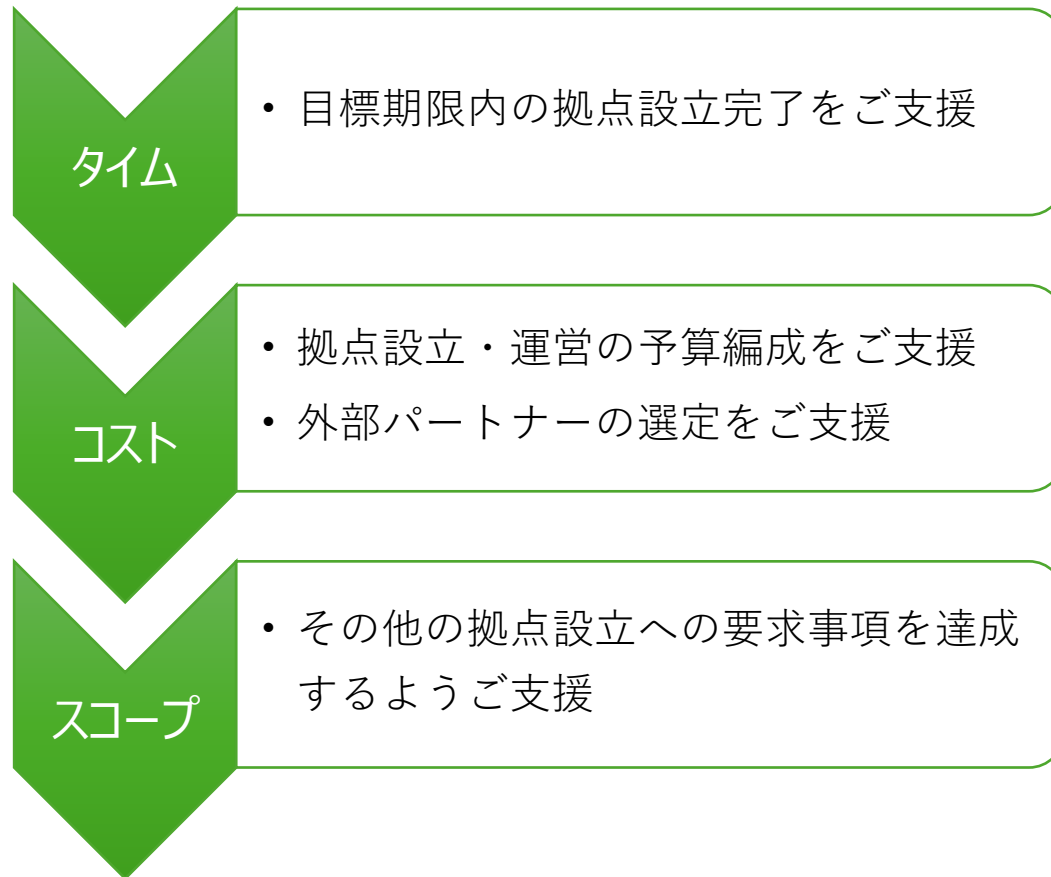 タイム
• 目標期限内の拠点設立完了をご支援
コスト
• 拠点設立・運営の予算編成をご支援
• 外部パートナーの選定をご支援
スコープ
• その他の拠点設立への要求事項を達成
するようご支援